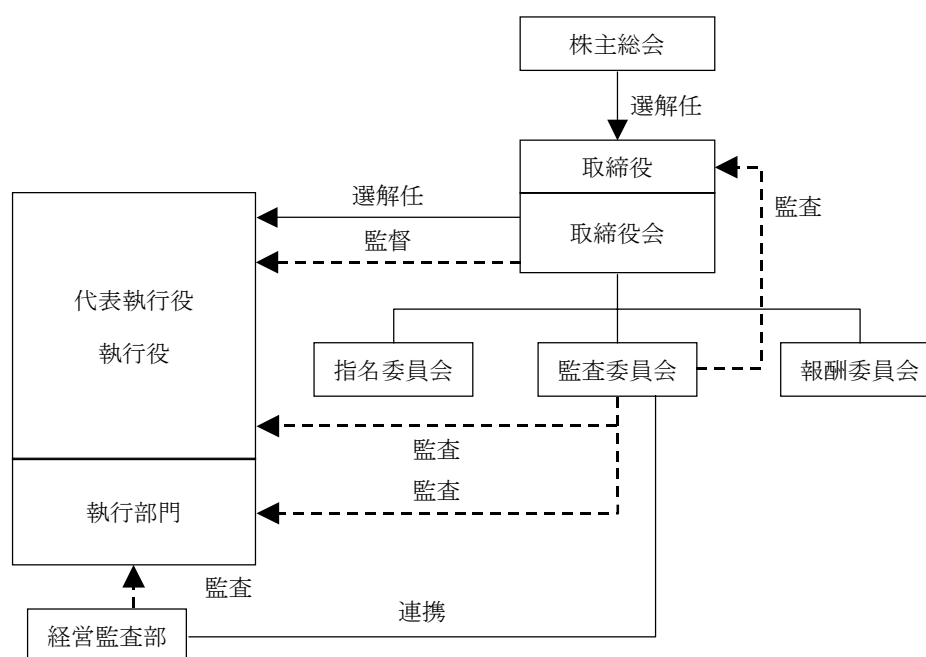 株主総会
選解任
取締役
監査
選解任
取締役会
監督
代表執行役
執行役
指名委員会
監査委員会
報酬委員会
監査
監査
執行部門
監査
連携
経営監査部